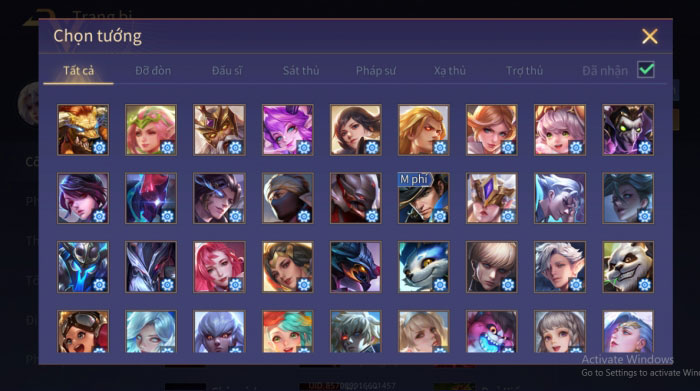 Trang bị
Chọn tướng
Tất cả
Đỡ đòn
Đấu sĩ
Sát thủ
Pháp sư
Xạ thủ
Trợ thủ
Đã nhận
M phí
Activate Windows
Go to Settings to activate Win